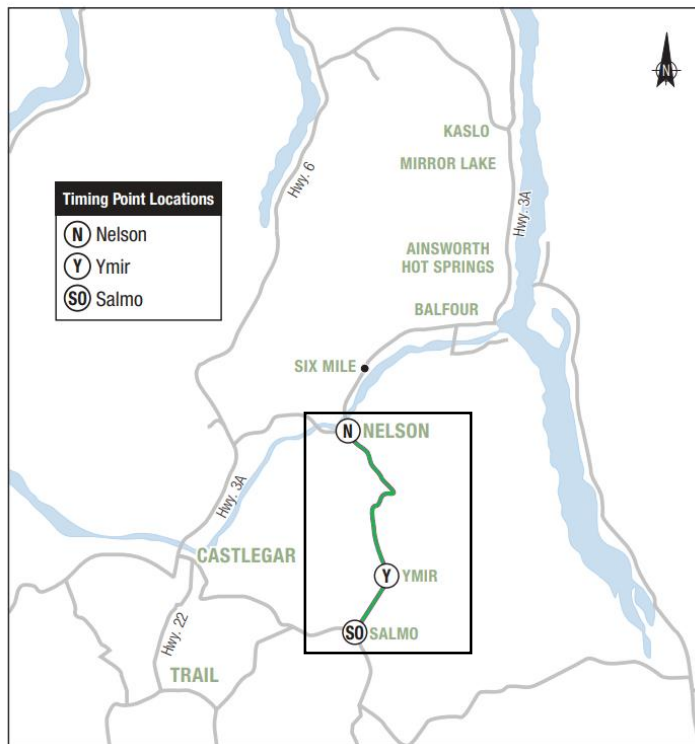 N
KASLO
MIRROR LAKE
Hwy. 6
Hwy. 3A
Timing Point Locations
N Nelson
Y Ymir
SO Salmo
AINSWORTH
HOT SPRINGS
BALFOUR
SIX MILE
N NELSON
Hwy. 3A
CASTLEGAR
Y YMIR
Hwy. 22
SO SALMO
TRAIL